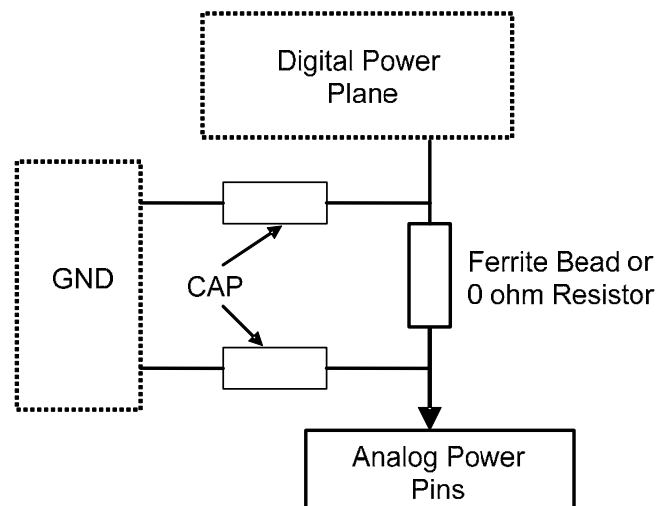 Digital Power
Plane
GND
CAP
Ferrite Bead or
0 ohm Resistor
Analog Power
Pins